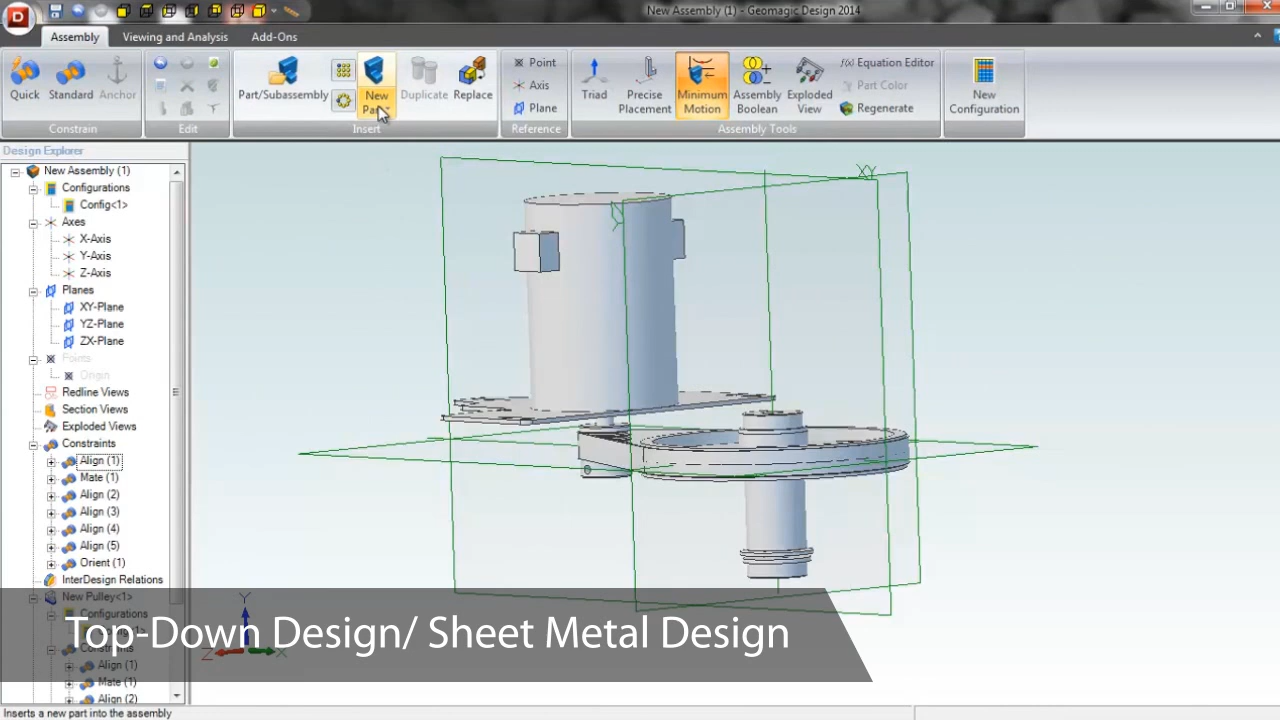 New Assembly (1) - Geomagic Design 2014
D
Assembly Viewing and Analysis Add-Ons
Quick Standard Anchor
Constrain
Edit
Part/Subassembly New Part Duplicate Replace
Insert
Point
Axis
Plane
Reference
Triad Precise Placement Minimum Motion Assembly Boolean Exploded View
f(x) Equation Editor
Part Color
Regenerate
Assembly Tools
New Configuration
Design Explorer
New Assembly (1)
Configurations
Config<1>
Axes
X-Axis
Y-Axis
Z-Axis
Planes
XY-Plane
YZ-Plane
ZX-Plane
Points
Origin
Redline Views
Section Views
Exploded Views
Constraints
Align (1)
Mate (1)
Align (2)
Align (3)
Align (4)
Align (5)
Orient (1)
InterDesign Relations
New Pulley<1>
Configurations
Constraints
Align (1)
Mate (1)
Align (2)
XY
Y
Z
X
Top-Down Design/ Sheet Metal Design
Inserts a new part into the assembly